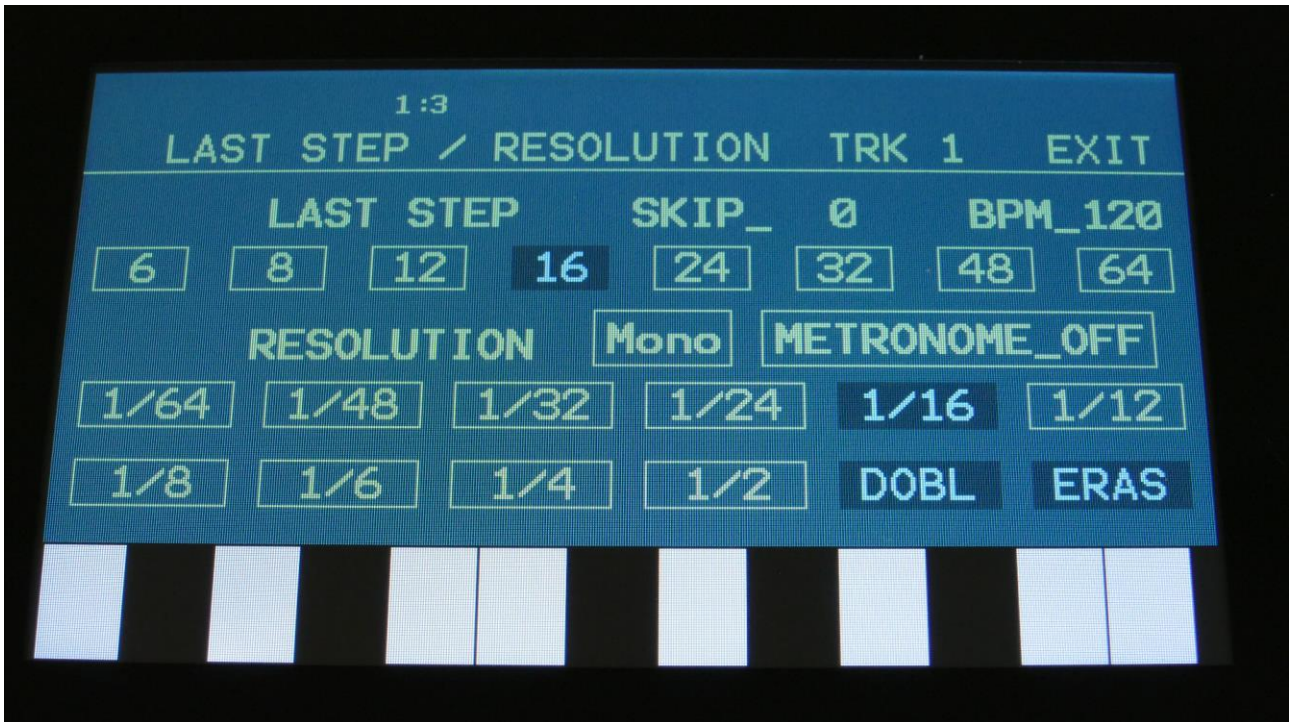 1:3
LAST STEP / RESOLUTION TRK 1 EXIT
LAST STEP SKIP_ 0 BPM_120
6 8 12 16 24 32 48 64
RESOLUTION Mono METRONOME_OFF
1/64 1/48 1/32 1/24 1/16 1/12
1/8 1/6 1/4 1/2 DOBL ERAS